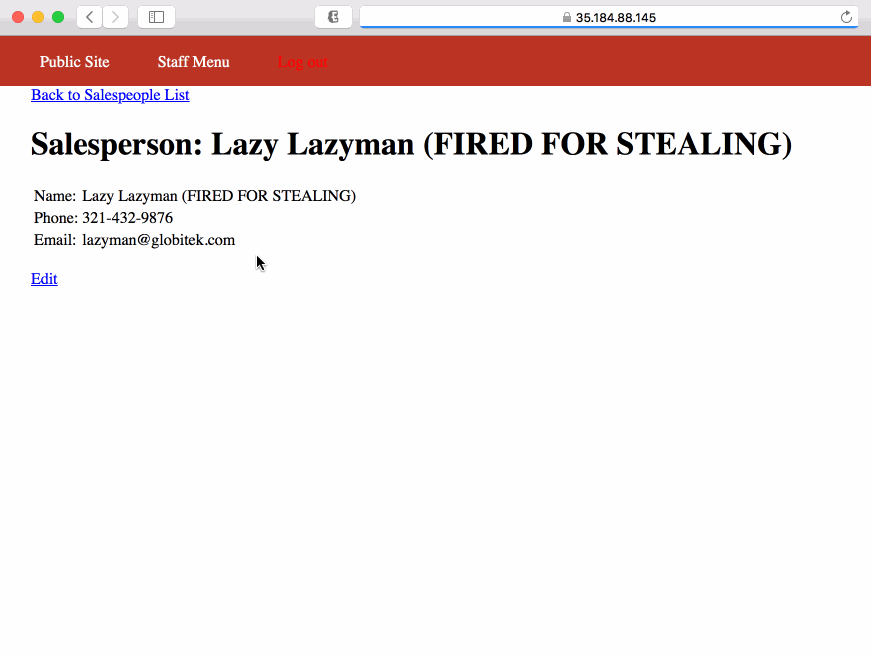 35.184.88.145
Public Site Staff Menu Log out
Back to Salespeople List
Salesperson: Lazy Lazyman (FIRED FOR STEALING)
Name: Lazy Lazyman (FIRED FOR STEALING)
Phone: 321-432-9876
Email: lazyman@globitek.com
Edit